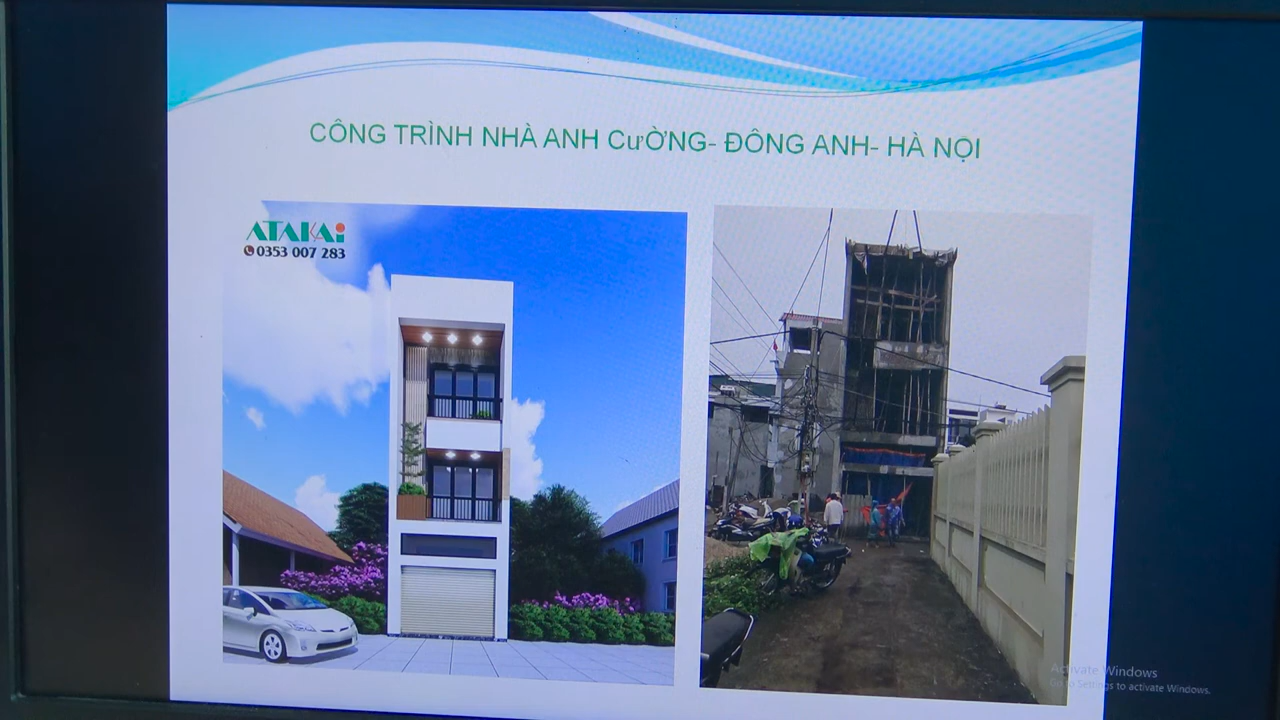 CÔNG TRÌNH NHÀ ANH CưỜNG- ĐÔNG ANH- HÀ NỘI
ATAKAi
0353 007 283
Activate Windows
Go to Settings to activate Windows.